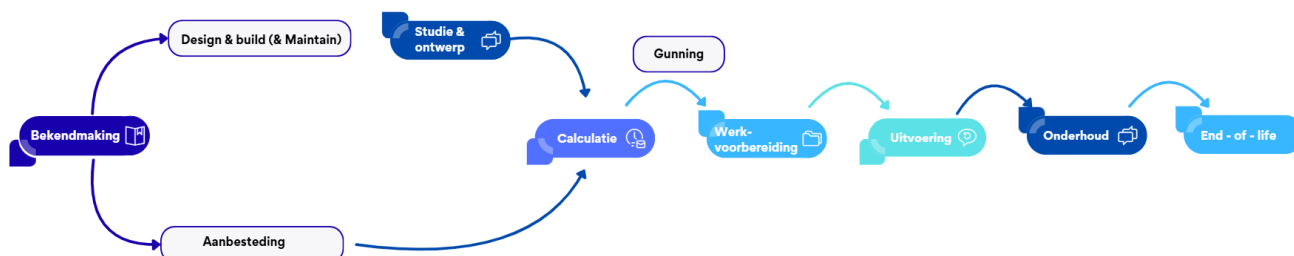 Design & build (& Maintain)
Studie &
ontwerp
Gunning
Bekendmaking
Calculatie
Werk-
voorbereiding
Uitvoering
Onderhoud
End - of - life
Aanbesteding